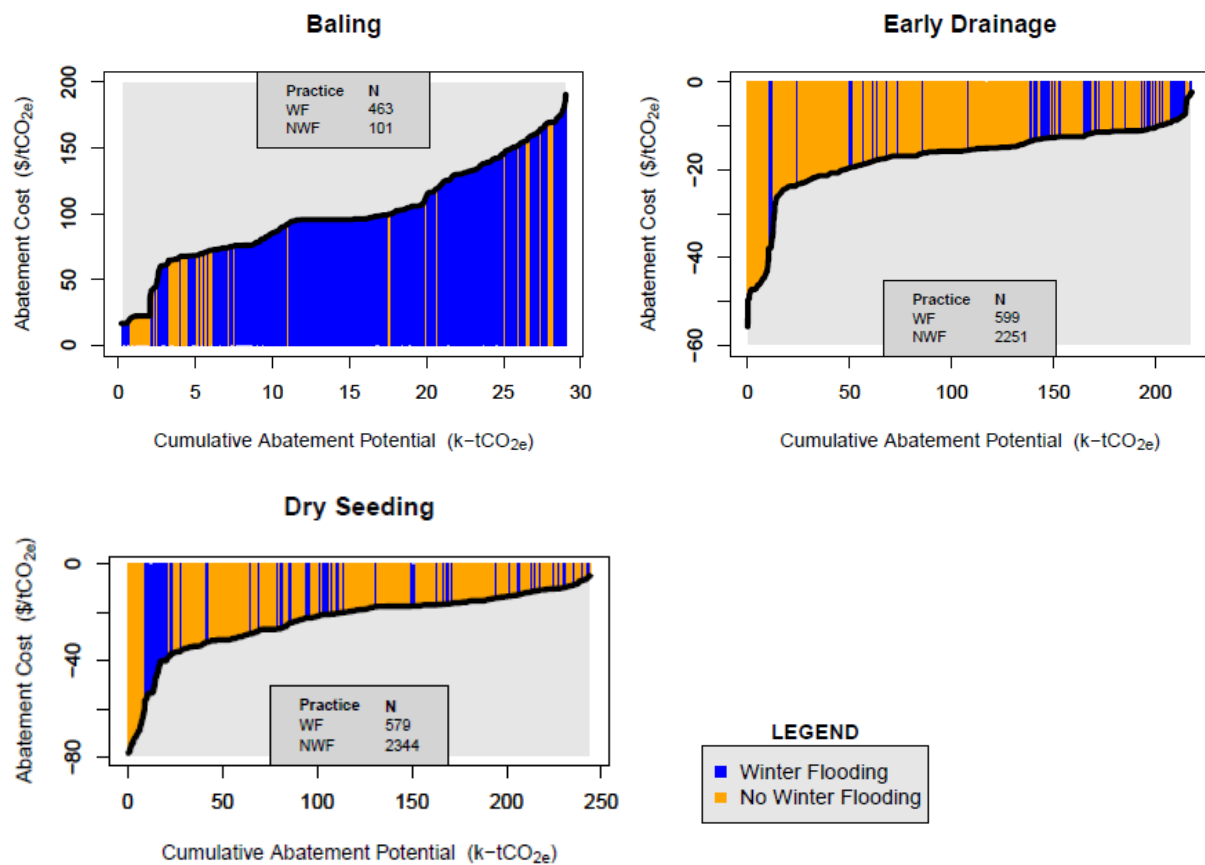 Baling
Abatement Cost ($/tCO2e)
200
150
100
50
0
Practice N
WF 463
NWF 101
0 5 10 15 20 25 30
Cumulative Abatement Potential (k−tCO2e)
Early Drainage
Abatement Cost ($/tCO2e)
0
−20
−40
−60
Practice N
WF 599
NWF 2251
0 50 100 150 200
Cumulative Abatement Potential (k−tCO2e)
Dry Seeding
Abatement Cost ($/tCO2e)
0
−40
−80
Practice N
WF 579
NWF 2344
0 50 100 150 200 250
Cumulative Abatement Potential (k−tCO2e)
LEGEND
Winter Flooding
No Winter Flooding